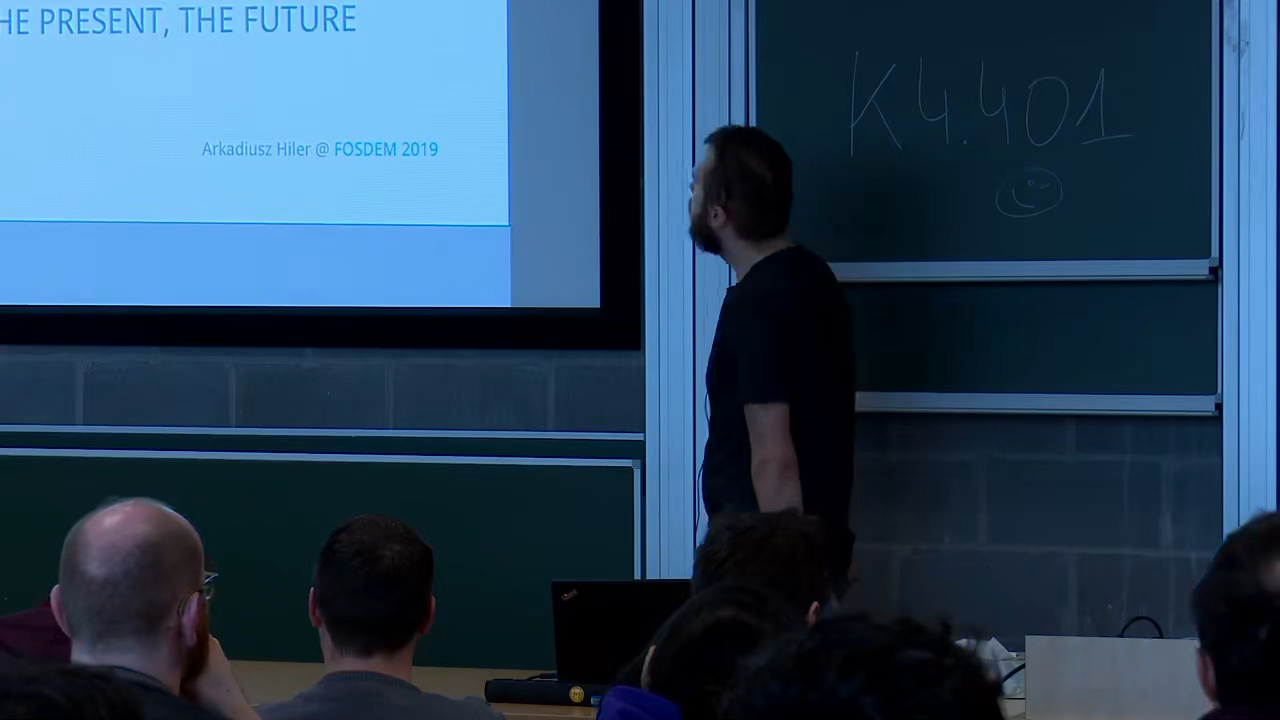 HE PRESENT, THE FUTURE
Arkadiusz Hiler @ FOSDEM 2019
K4.401